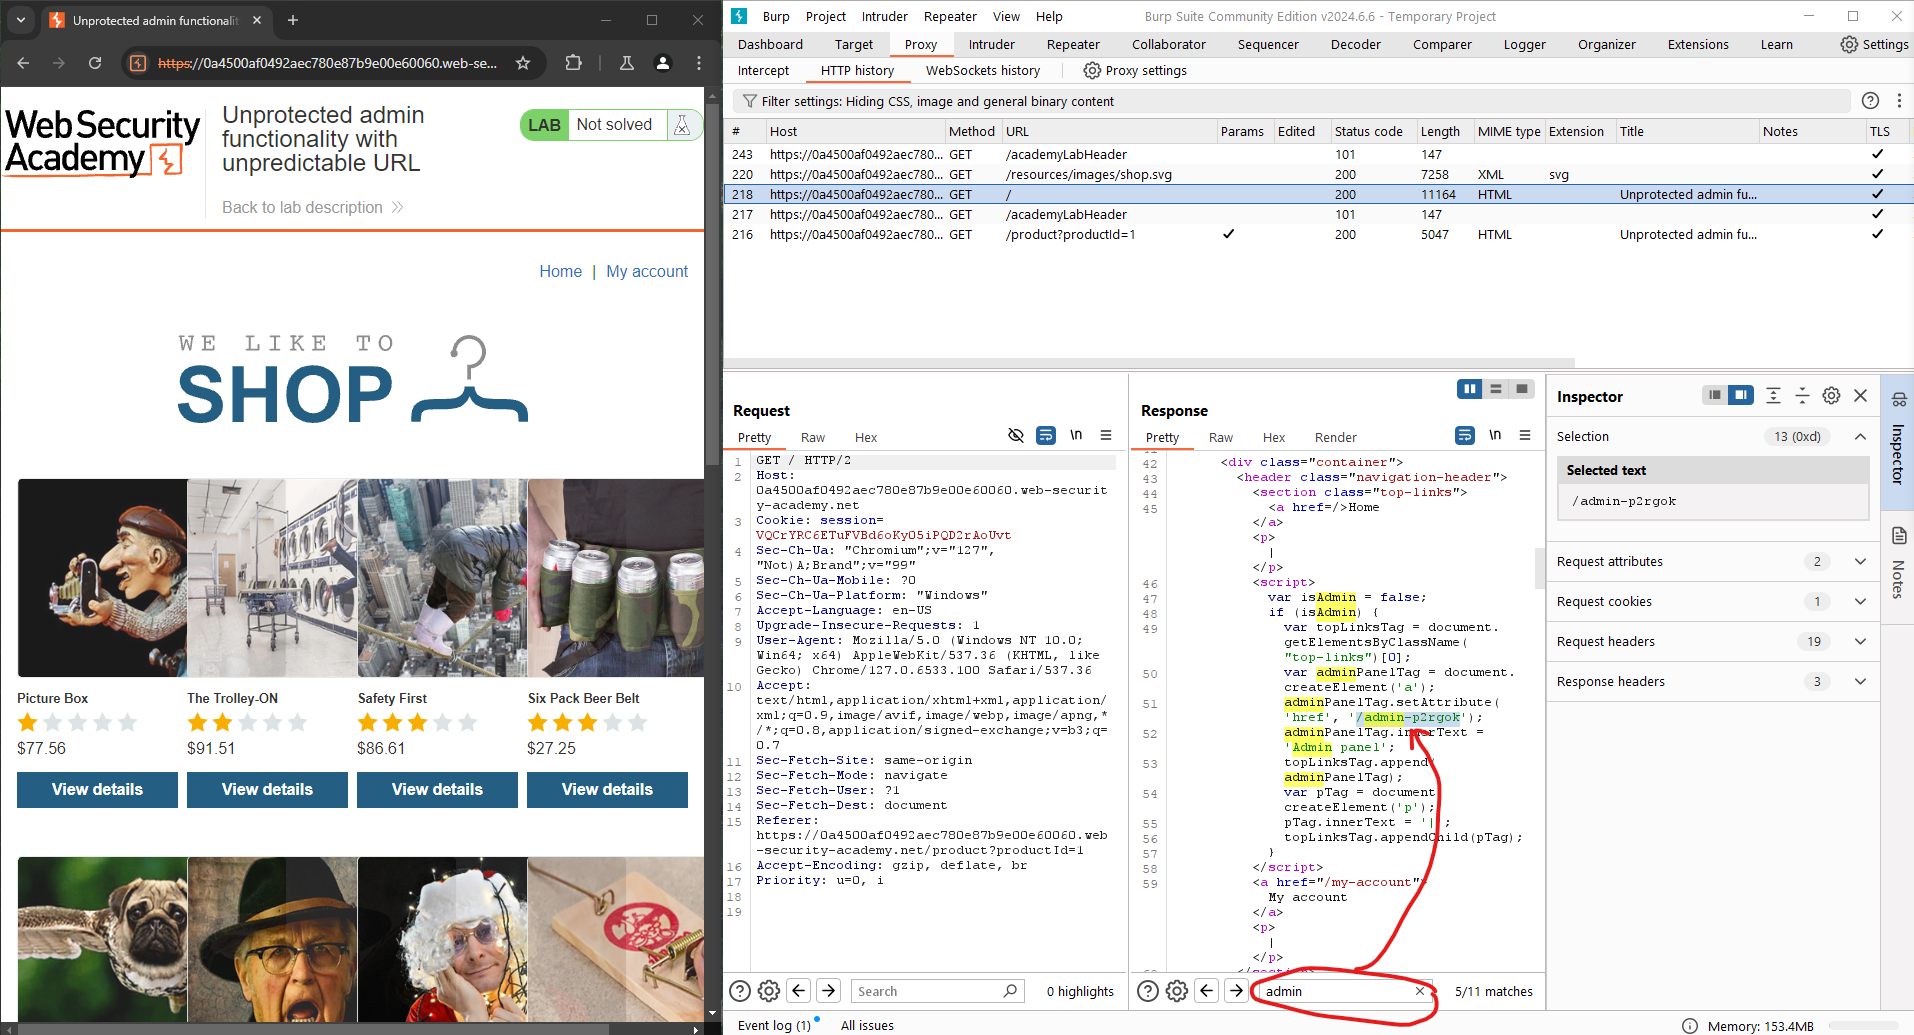 Unprotected admin functionalit
https://0a4500af0492aec780e87b9e00e60060.web-se...
Web Security
Academy
Unprotected admin
functionality with
unpredictable URL
Back to lab description
LAB Not solved
Home | My account
WE LIKE TO
SHOP
Picture Box
$77.56
View details
The Trolley-ON
$91.51
View details
Safety First
$86.61
View details
Six Pack Beer Belt
$27.25
View details
Burp Project Intruder Repeater View Help
Burp Suite Community Edition v2024.6.6 - Temporary Project
Dashboard Target Proxy Intruder Repeater Collaborator Sequencer Decoder Comparer Logger Organizer Extensions Learn Settings
Intercept HTTP history WebSockets history Proxy settings
Filter settings: Hiding CSS, image and general binary content
# Host Method URL Params Edited Status code Length MIME type Extension Title Notes TLS
243 https://0a4500af0492aec780... GET /academyLabHeader 101 147 ✓
220 https://0a4500af0492aec780... GET /resources/images/shop.svg 200 7258 XML svg ✓
218 https://0a4500af0492aec780... GET / 200 11164 HTML Unprotected admin fu... ✓
217 https://0a4500af0492aec780... GET /academyLabHeader 101 147 ✓
216 https://0a4500af0492aec780... GET /product?productId=1 ✓ 200 5047 HTML Unprotected admin fu... ✓
Request
Pretty Raw Hex \n
1 GET / HTTP/2
2 Host:
0a4500af0492aec780e87b9e00e60060.web-securit
y-academy.net
3 Cookie: session=
VQCrYRC6ETuFVBd6oKyO5iPQD2rAoUvt
4 Sec-Ch-Ua: "Chromium";v="127",
"Not)A;Brand";v="99"
5 Sec-Ch-Ua-Mobile: ?0
6 Sec-Ch-Ua-Platform: "Windows"
7 Accept-Language: en-US
8 Upgrade-Insecure-Requests: 1
9 User-Agent: Mozilla/5.0 (Windows NT 10.0;
Win64; x64) AppleWebKit/537.36 (KHTML, like
Gecko) Chrome/127.0.6533.100 Safari/537.36
10 Accept:
text/html,application/xhtml+xml,application/
xml;q=0.9,image/avif,image/webp,image/apng,*
/*;q=0.8,application/signed-exchange;v=b3;q=
0.7
11 Sec-Fetch-Site: same-origin
12 Sec-Fetch-Mode: navigate
13 Sec-Fetch-User: ?1
14 Sec-Fetch-Dest: document
15 Referer:
https://0a4500af0492aec780e87b9e00e60060.web
-security-academy.net/product?productId=1
16 Accept-Encoding: gzip, deflate, br
17 Priority: u=0, i
18
19
Search 0 highlights
Response
Pretty Raw Hex Render \n
42 <div class="container">
43 <header class="navigation-header">
44 <section class="top-links">
45 <a href=/>Home
</a>
<p>
|
</p>
46 <script>
47 var isAdmin = false;
48 if (isAdmin) {
49 var topLinksTag = document.
getElementsByClassName(
"top-links")[0];
50 var adminPanelTag = document.
createElement('a');
51 adminPanelTag.setAttribute(
'href', '/admin-p2rgok');
52 adminPanelTag.innerText =
'Admin panel';
53 topLinksTag.append(
adminPanelTag);
54 var pTag = document
createElement('p');
55 pTag.innerText = '|';
56 topLinksTag.appendChild(pTag);
57 }
58 </script>
59 <a href="/my-account">
My account
</a>
<p>
|
</p>
admin 5/11 matches
Inspector
Selection 13 (0xd)
Selected text
/admin-p2rgok
Request attributes 2
Request cookies 1
Request headers 19
Response headers 3
Inspector
Notes
Event log (1) All issues
Memory: 153.4MB